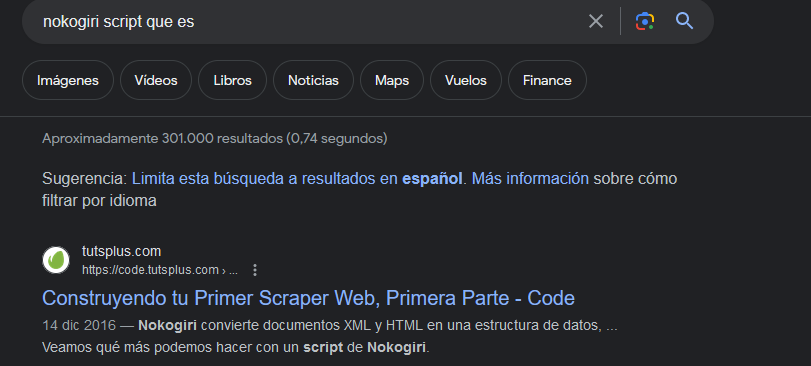 nokogiri script que es
Imágenes Vídeos Libros Noticias Maps Vuelos Finance
Aproximadamente 301.000 resultados (0,74 segundos)
Sugerencia: Limita esta búsqueda a resultados en español. Más información sobre cómo
filtrar por idioma
tutsplus.com
https://code.tutsplus.com › ...
Construyendo tu Primer Scraper Web, Primera Parte - Code
14 dic 2016 — Nokogiri convierte documentos XML y HTML en una estructura de datos, ...
Veamos qué más podemos hacer con un script de Nokogiri.